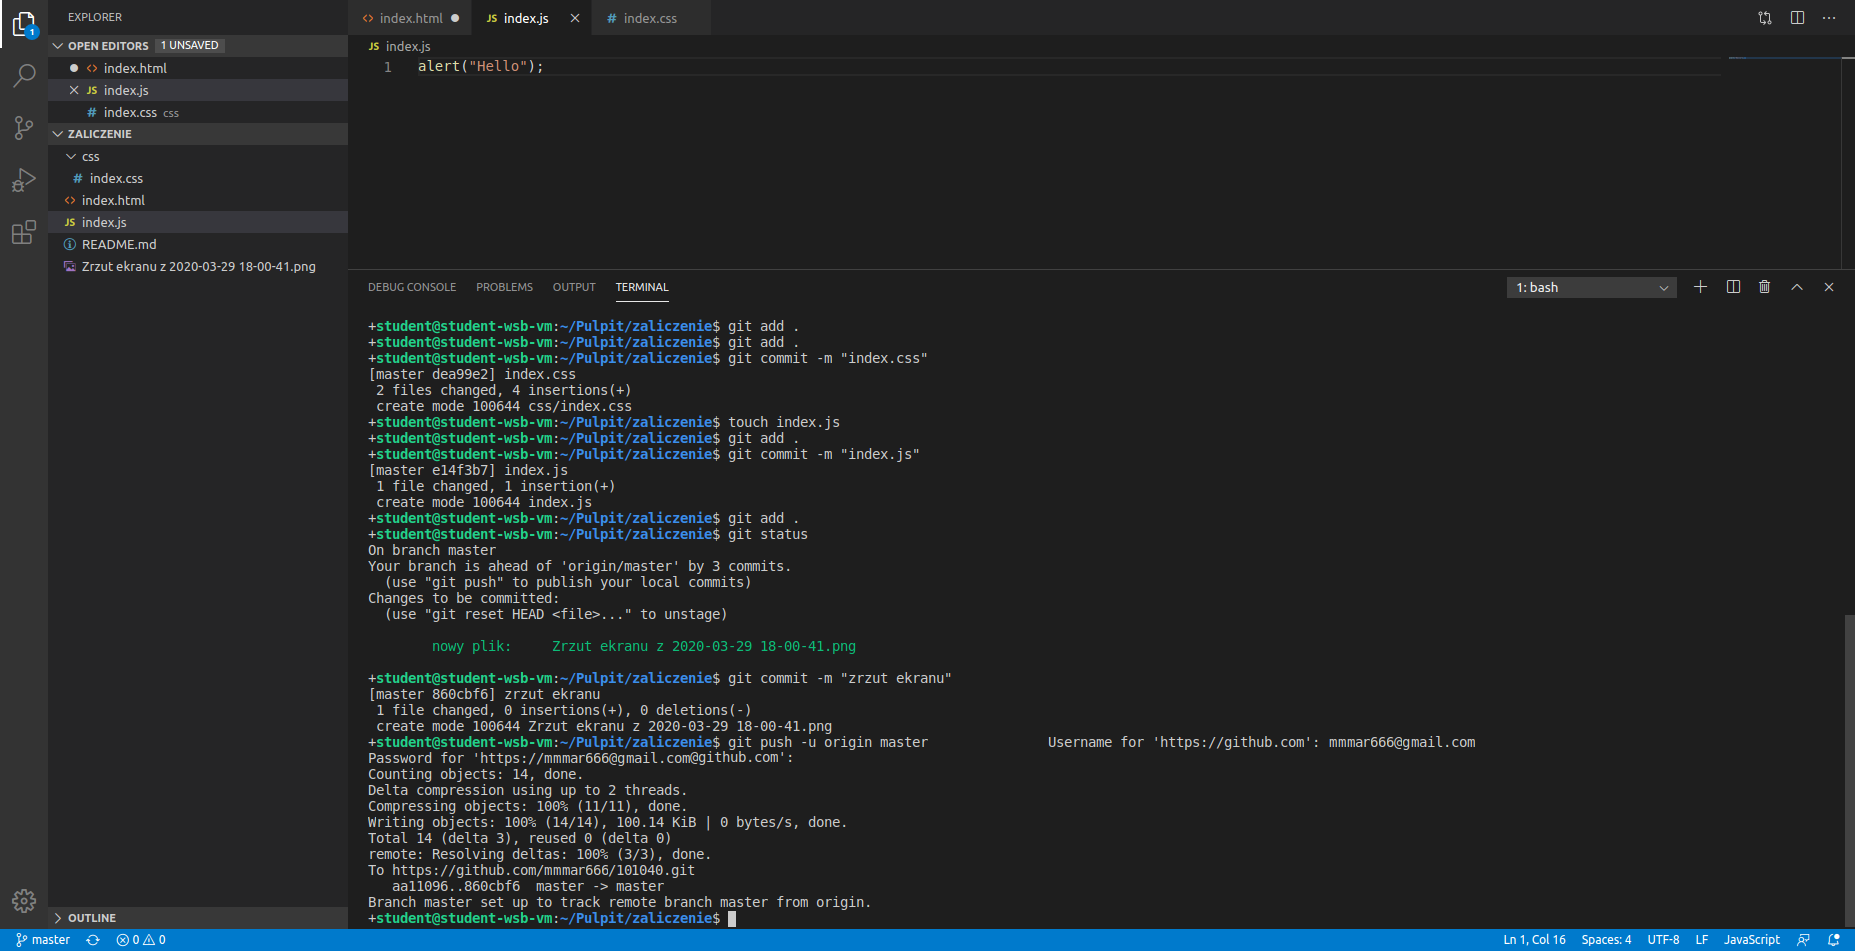 EXPLORER
OPEN EDITORS 1 UNSAVED
index.html
JS index.js
# index.css css
ZALICZENIE
css
# index.css
index.html
JS index.js
README.md
Zrzut ekranu z 2020-03-29 18-00-41.png
OUTLINE
index.html
JS index.js
# index.css
JS index.js
1 alert("Hello");
DEBUG CONSOLE PROBLEMS OUTPUT TERMINAL
1: bash
+student@student-wsb-vm:~/Pulpit/zaliczenie$ git add .
+student@student-wsb-vm:~/Pulpit/zaliczenie$ git add .
+student@student-wsb-vm:~/Pulpit/zaliczenie$ git commit -m "index.css"
[master dea99e2] index.css
2 files changed, 4 insertions(+)
create mode 100644 css/index.css
+student@student-wsb-vm:~/Pulpit/zaliczenie$ touch index.js
+student@student-wsb-vm:~/Pulpit/zaliczenie$ git add .
+student@student-wsb-vm:~/Pulpit/zaliczenie$ git commit -m "index.js"
[master e14f3b7] index.js
1 file changed, 1 insertion(+)
create mode 100644 index.js
+student@student-wsb-vm:~/Pulpit/zaliczenie$ git add .
+student@student-wsb-vm:~/Pulpit/zaliczenie$ git status
On branch master
Your branch is ahead of 'origin/master' by 3 commits.
(use "git push" to publish your local commits)
Changes to be committed:
(use "git reset HEAD <file>..." to unstage)
nowy plik: Zrzut ekranu z 2020-03-29 18-00-41.png
+student@student-wsb-vm:~/Pulpit/zaliczenie$ git commit -m "zrzut ekranu"
[master 860cbf6] zrzut ekranu
1 file changed, 0 insertions(+), 0 deletions(-)
create mode 100644 Zrzut ekranu z 2020-03-29 18-00-41.png
+student@student-wsb-vm:~/Pulpit/zaliczenie$ git push -u origin master Username for 'https://github.com': mmmar666@gmail.com
Password for 'https://mmmar666@gmail.com@github.com':
Counting objects: 14, done.
Delta compression using up to 2 threads.
Compressing objects: 100% (11/11), done.
Writing objects: 100% (14/14), 100.14 KiB | 0 bytes/s, done.
Total 14 (delta 3), reused 0 (delta 0)
remote: Resolving deltas: 100% (3/3), done.
To https://github.com/mmmar666/101040.git
aa11096..860cbf6 master -> master
Branch master set up to track remote branch master from origin.
+student@student-wsb-vm:~/Pulpit/zaliczenie$
1
master 0 0
Ln 1, Col 16 Spaces: 4 UTF-8 LF JavaScript